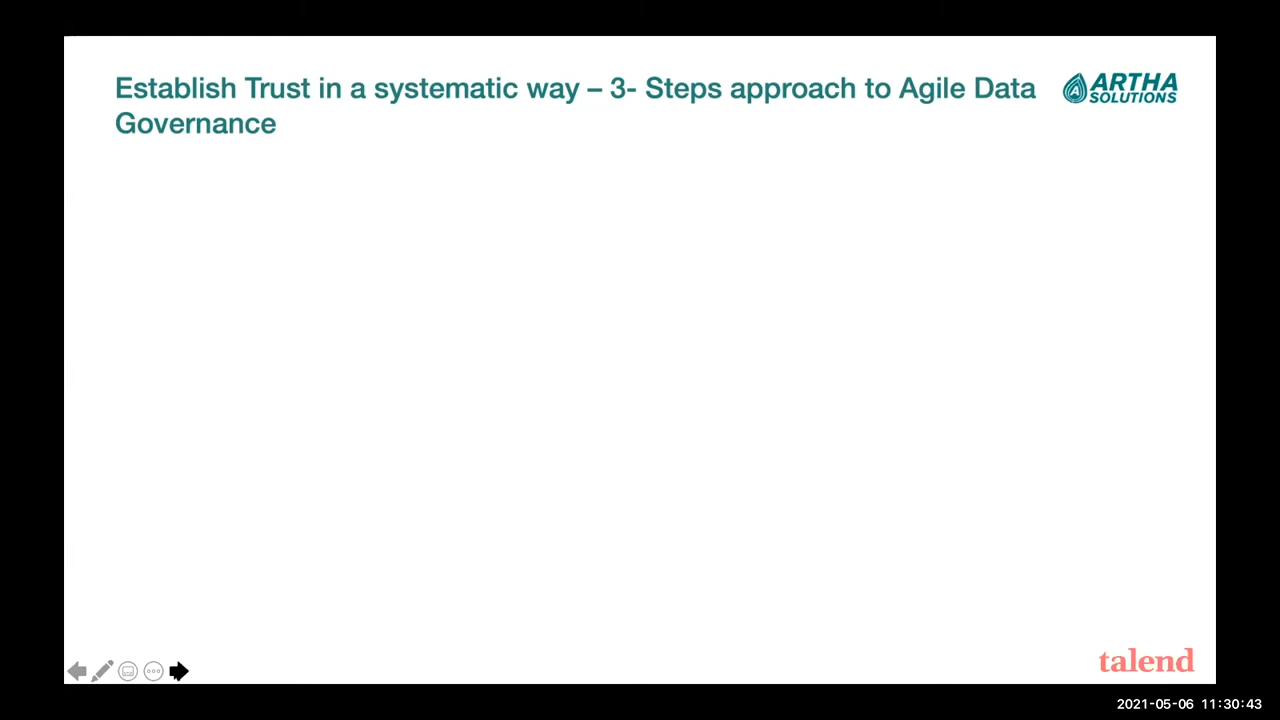 Establish Trust in a systematic way – 3- Steps approach to Agile Data
Governance
ARTHA
SOLUTIONS
talend
2021-05-06 11:30:43